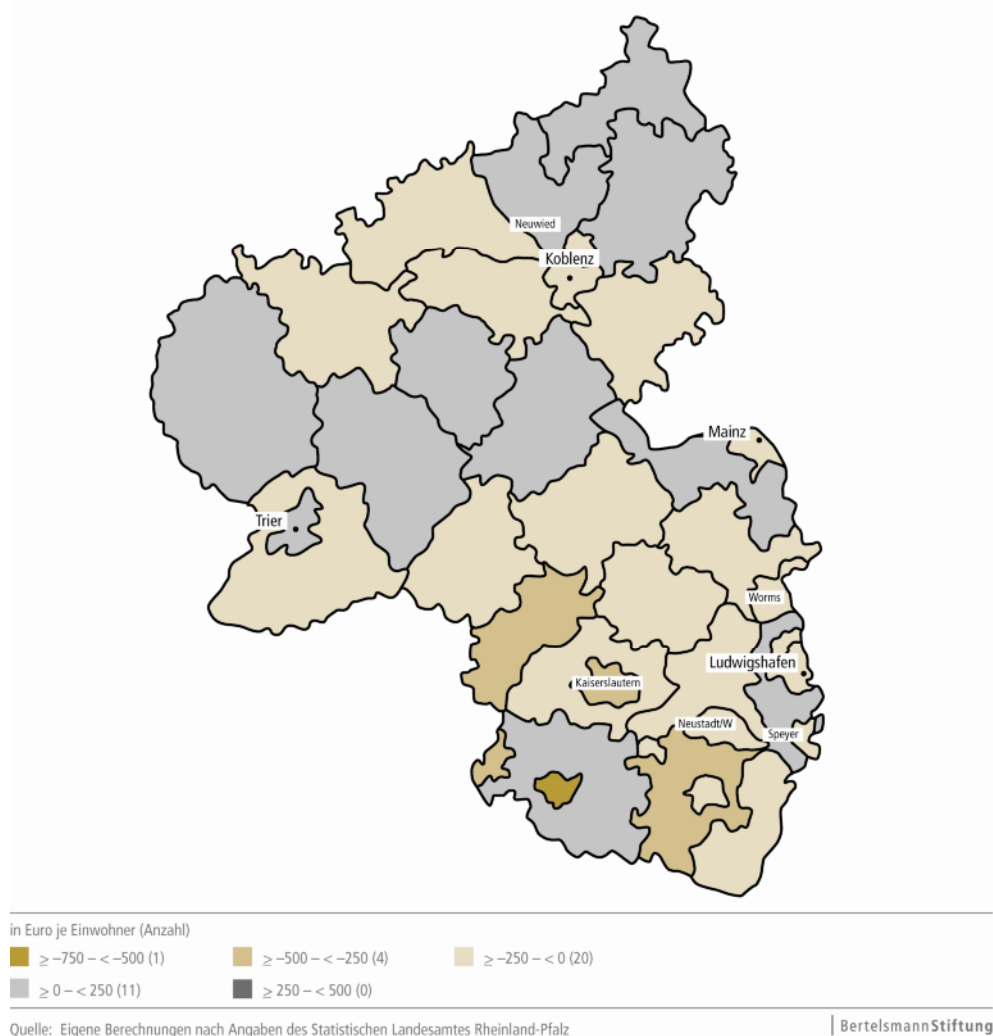 Neuwied
Koblenz
Mainz
Trier
Worms
Ludwigshafen
Kaiserslautern
Neustadt/W
Speyer
in Euro je Einwohner (Anzahl)
≥ –750 – < –500 (1) ≥ –500 – < –250 (4) ≥ –250 – < 0 (20)
≥ 0 – < 250 (11) ≥ 250 – < 500 (0)
Quelle: Eigene Berechnungen nach Angaben des Statistischen Landesamtes Rheinland-Pfalz
BertelsmannStiftung